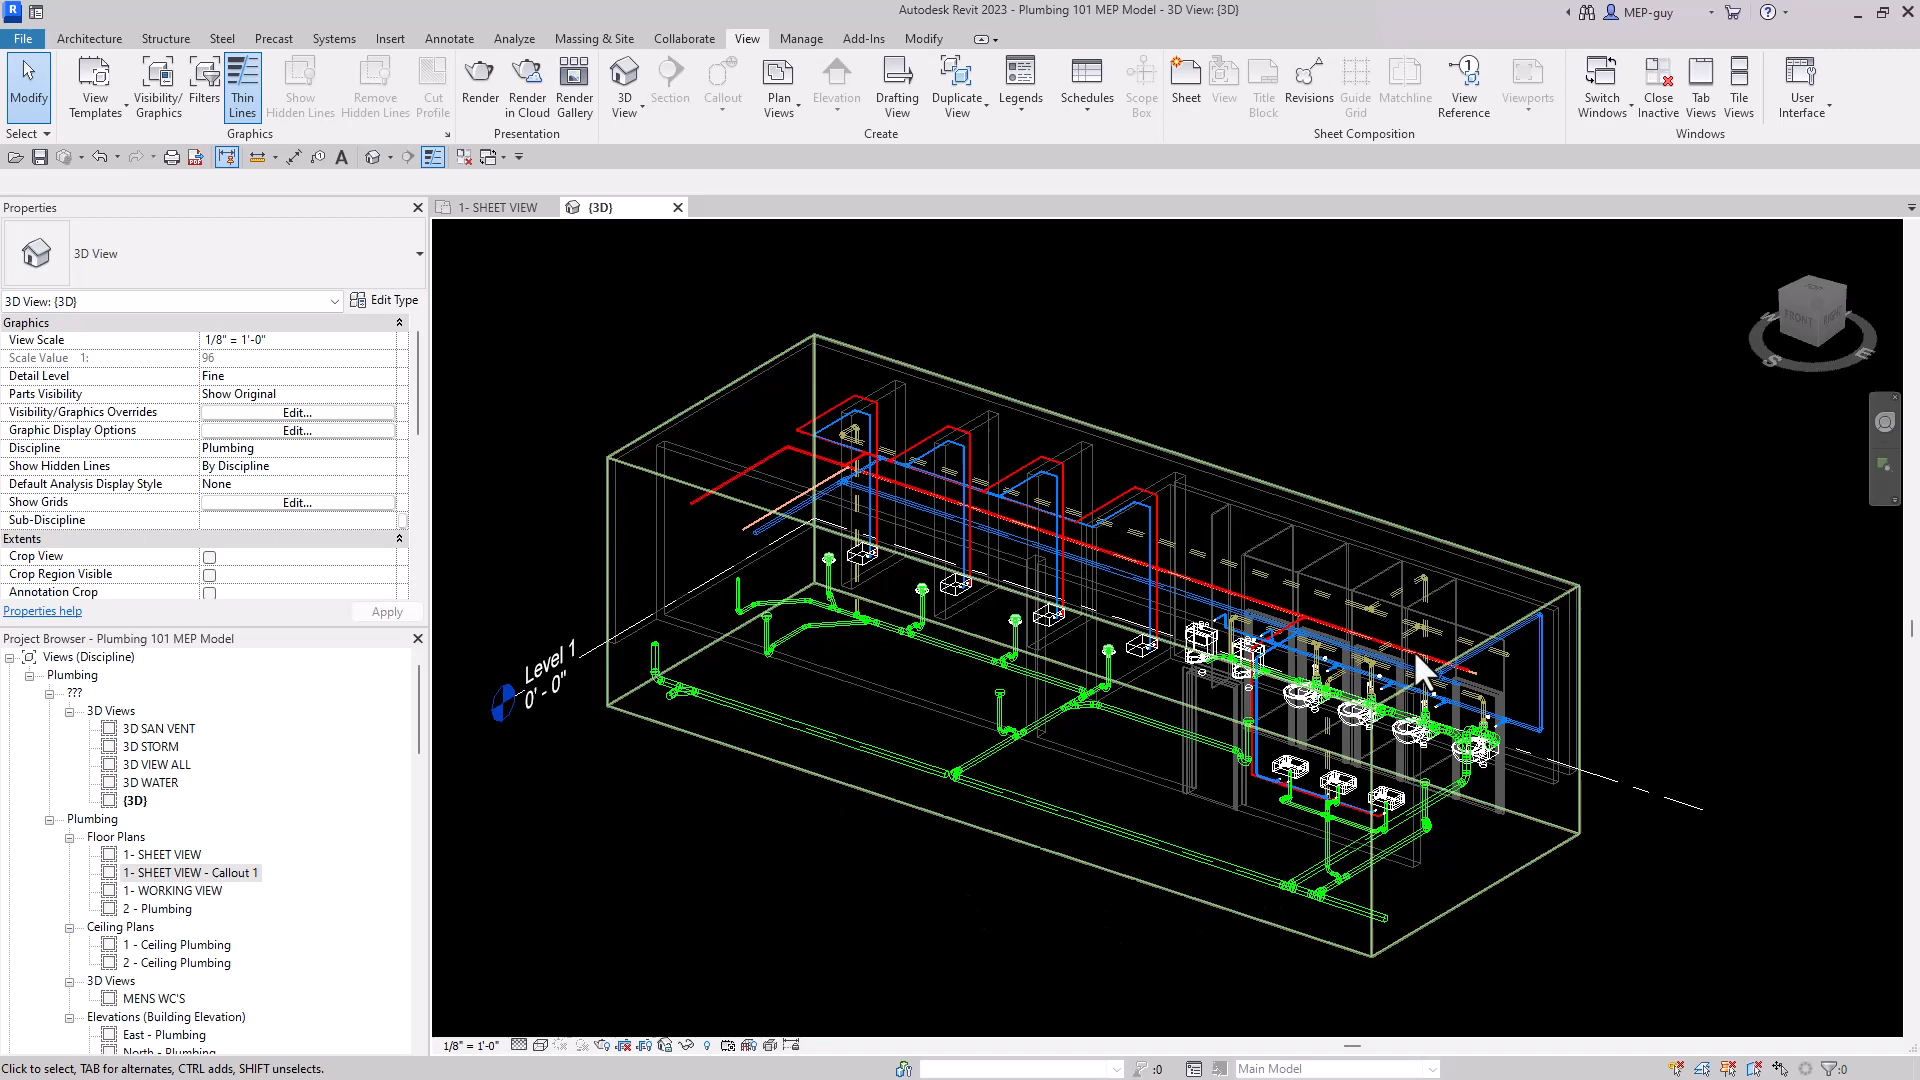 R
Autodesk Revit 2023 - Plumbing 101 MEP Model - 3D View: {3D}
MEP-guy
File Architecture Structure Steel Precast Systems Insert Annotate Analyze Massing & Site Collaborate View Manage Add-Ins Modify
Modify
View
Templates
Visibility/
Graphics
Filters
Thin
Lines
Show
Hidden Lines
Remove
Hidden Lines
Cut
Profile
Render
Render
in Cloud
Render
Gallery
3D
View
Section
Callout
Plan
Views
Elevation
Drafting
View
Duplicate
View
Legends
Schedules
Scope
Box
Sheet
View
Title
Block
Revisions
Guide
Grid
Matchline
View
Reference
Viewports
Switch
Windows
Close
Inactive
Tab
Views
Tile
Views
User
Interface
Select
Graphics
Presentation
Create
Sheet Composition
Windows
Properties
1- SHEET VIEW
{3D}
3D View
3D View: {3D}
Edit Type
Graphics
View Scale 1/8" = 1'-0"
Scale Value 1: 96
Detail Level Fine
Parts Visibility Show Original
Visibility/Graphics Overrides Edit...
Graphic Display Options Edit...
Discipline Plumbing
Show Hidden Lines By Discipline
Default Analysis Display Style None
Show Grids Edit...
Sub-Discipline
Extents
Crop View
Crop Region Visible
Annotation Crop
Properties help
Apply
Project Browser - Plumbing 101 MEP Model
Views (Discipline)
Plumbing
???
3D Views
3D SAN VENT
3D STORM
3D VIEW ALL
3D WATER
{3D}
Plumbing
Floor Plans
1- SHEET VIEW
1- SHEET VIEW - Callout 1
1- WORKING VIEW
2 - Plumbing
Ceiling Plans
1 - Ceiling Plumbing
2 - Ceiling Plumbing
3D Views
MENS WC'S
Elevations (Building Elevation)
East - Plumbing
North - Plumbing
Level 1
0' - 0"
TOP
FRONT
RIGHT
S
E
1/8" = 1'-0"
Click to select, TAB for alternates, CTRL adds, SHIFT unselects.
:0
Main Model
:0